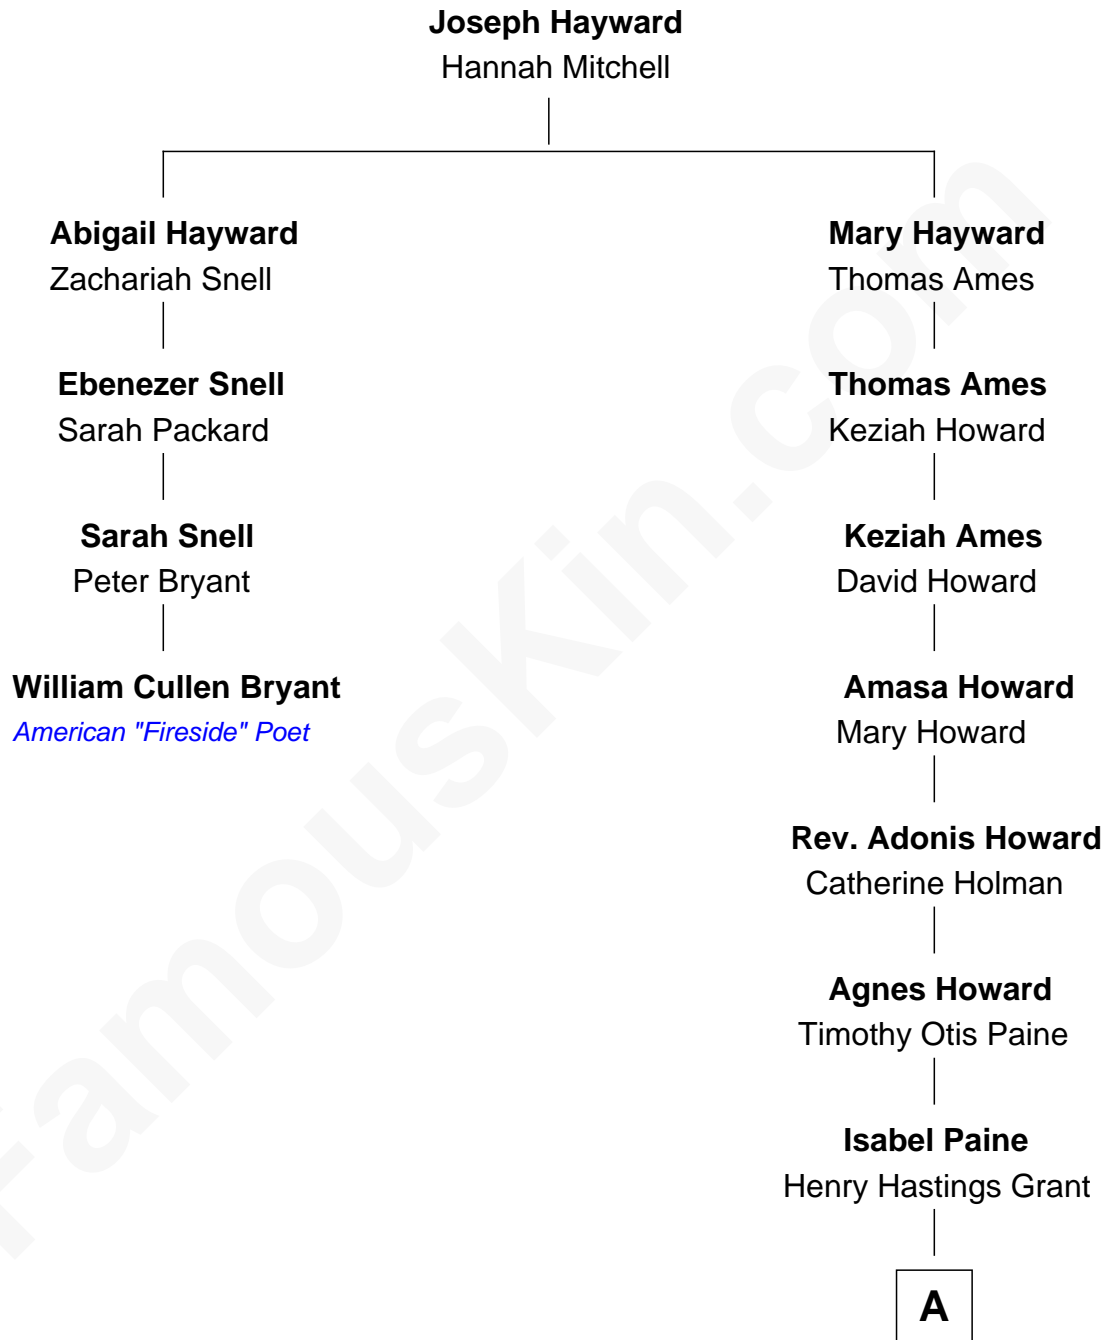 Joseph Hayward
Hannah Mitchell
Abigail Hayward
Zachariah Snell
Mary Hayward
Thomas Ames
Ebenezer Snell
Sarah Packard
Thomas Ames
Keziah Howard
Sarah Snell
Peter Bryant
Keziah Ames
David Howard
William Cullen Bryant
American "Fireside" Poet
Amasa Howard
Mary Howard
Rev. Adonis Howard
Catherine Holman
Agnes Howard
Timothy Otis Paine
Isabel Paine
Henry Hastings Grant
A
FamousKin.com